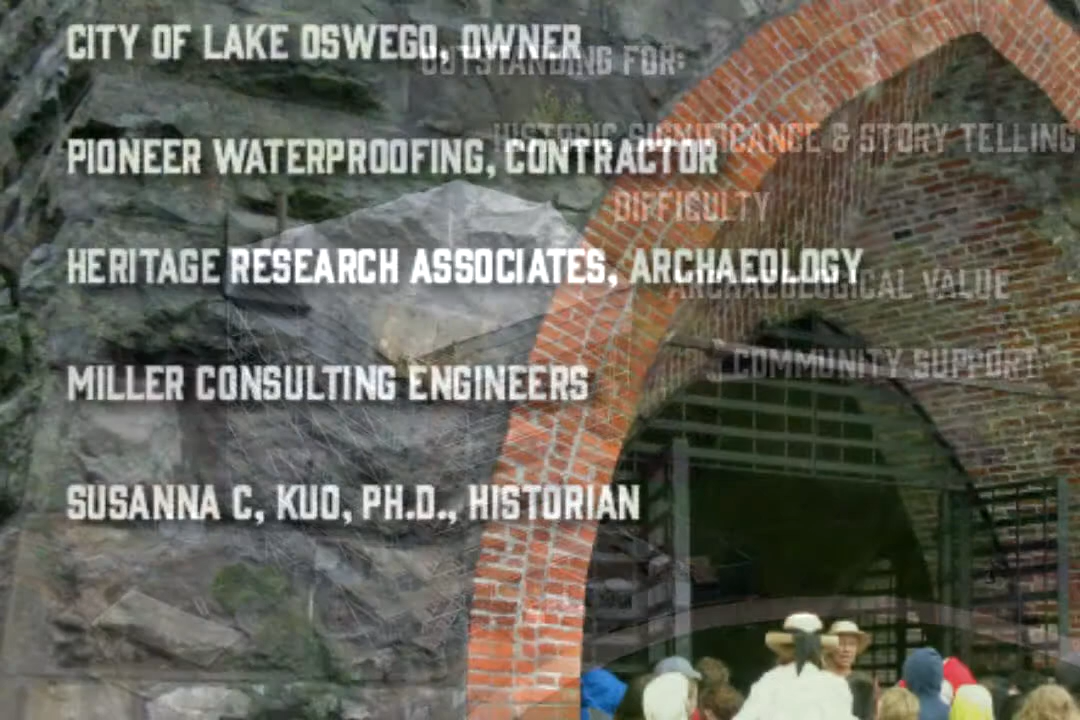 CITY OF LAKE OSWEGO, OWNER
OUTSTANDING FOR:
HISTORIC SIGNIFICANCE & STORY TELLING
PIONEER WATERPROOFING, CONTRACTOR
DIFFICULTY
HERITAGE RESEARCH ASSOCIATES, ARCHAEOLOGY
ARCHAEOLOGICAL VALUE
COMMUNITY SUPPORT
MILLER CONSULTING ENGINEERS
SUSANNA C, KUO, PH.D., HISTORIAN